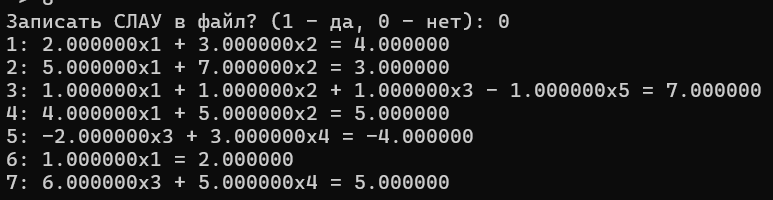 Записать СЛАУ в файл? (1 - да, 0 - нет): 0
1: 2.000000x1 + 3.000000x2 = 4.000000
2: 5.000000x1 + 7.000000x2 = 3.000000
3: 1.000000x1 + 1.000000x2 + 1.000000x3 - 1.000000x5 = 7.000000
4: 4.000000x1 + 5.000000x2 = 5.000000
5: -2.000000x3 + 3.000000x4 = -4.000000
6: 1.000000x1 = 2.000000
7: 6.000000x3 + 5.000000x4 = 5.000000